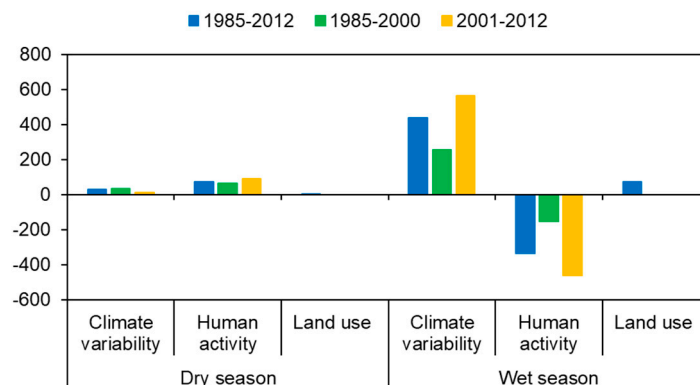 1985-2012 1985-2000 2001-2012
800
600
400
200
0
-200
-400
-600
Climate variability Human activity Land use Climate variability Human activity Land use
Dry season Wet season